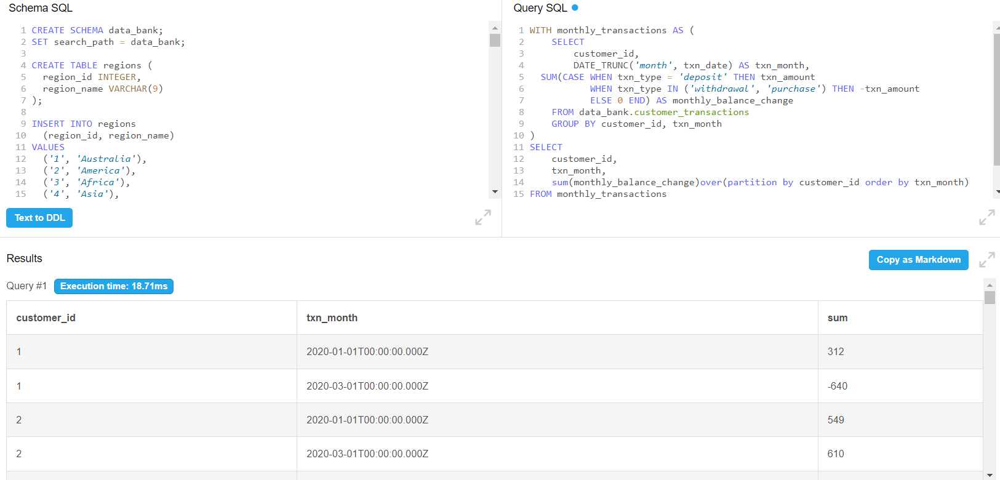 Schema SQL
1 CREATE SCHEMA data_bank;
2 SET search_path = data_bank;
3
4 CREATE TABLE regions (
5   region_id INTEGER,
6   region_name VARCHAR(9)
7 );
8
9 INSERT INTO regions
10   (region_id, region_name)
11 VALUES
12   ('1', 'Australia'),
13   ('2', 'America'),
14   ('3', 'Africa'),
15   ('4', 'Asia'),
Text to DDL
Query SQL
1 WITH monthly_transactions AS (
2     SELECT
3         customer_id,
4         DATE_TRUNC('month', txn_date) AS txn_month,
5   SUM(CASE WHEN txn_type = 'deposit' THEN txn_amount
6            WHEN txn_type IN ('withdrawal', 'purchase') THEN -txn_amount
7            ELSE 0 END) AS monthly_balance_change
8     FROM data_bank.customer_transactions
9     GROUP BY customer_id, txn_month
10 )
11 SELECT
12     customer_id,
13     txn_month,
14     sum(monthly_balance_change)over(partition by customer_id order by txn_month)
15 FROM monthly_transactions
Results
Copy as Markdown
Query #1 Execution time: 18.71ms
customer_id txn_month sum
1 2020-01-01T00:00:00.000Z 312
1 2020-03-01T00:00:00.000Z -640
2 2020-01-01T00:00:00.000Z 549
2 2020-03-01T00:00:00.000Z 610